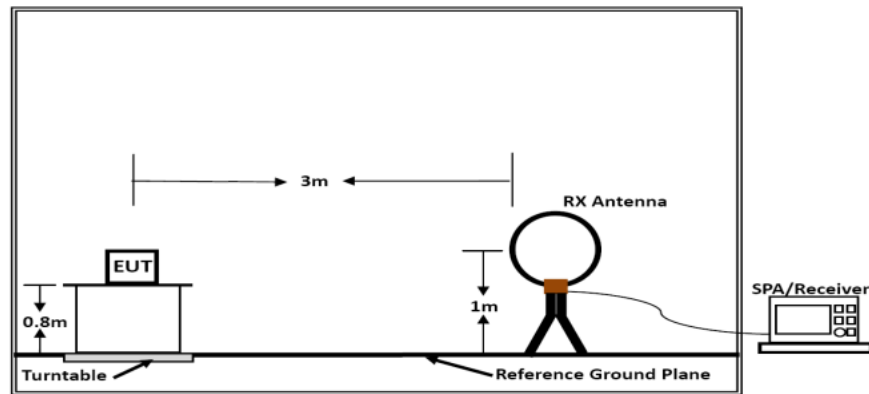 3m
RX Antenna
EUT
SPA/Receiver
0.8m
1m
Turntable
Reference Ground Plane